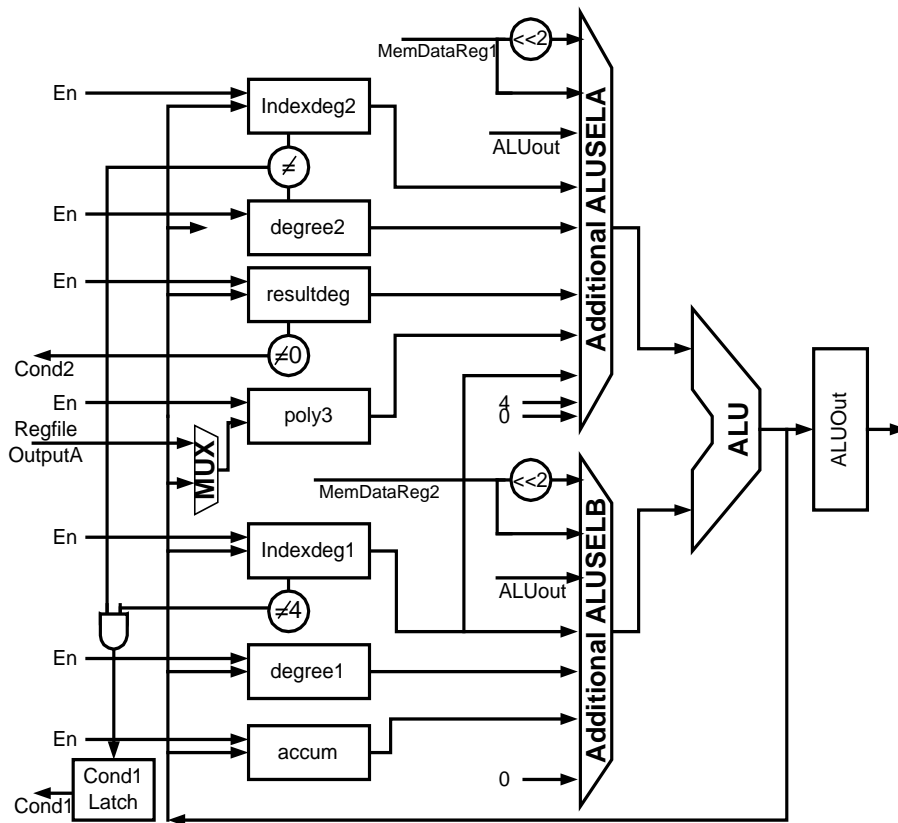 MemDataReg1
<<2
En
Indexdeg2
ALUout
≠
En
degree2
En
resultdeg
≠0
Cond2
En
poly3
4
0
Regfile
OutputA
MUX
Additional ALUSELA
ALU
ALUOut
MemDataReg2
<<2
En
Indexdeg1
ALUout
≠4
En
degree1
En
accum
Additional ALUSELB
0
Cond1
Latch
Cond1